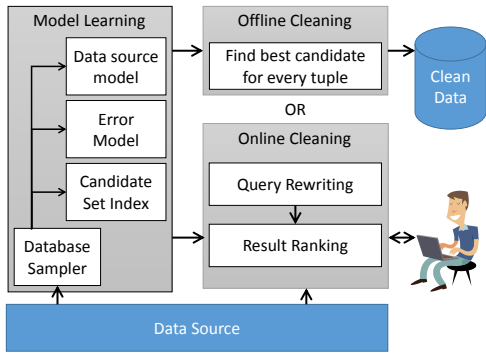 Model Learning
Data source
model
Error
Model
Candidate
Set Index
Database
Sampler
Offline Cleaning
Find best candidate
for every tuple
OR
Online Cleaning
Query Rewriting
Result Ranking
Clean
Data
Data Source